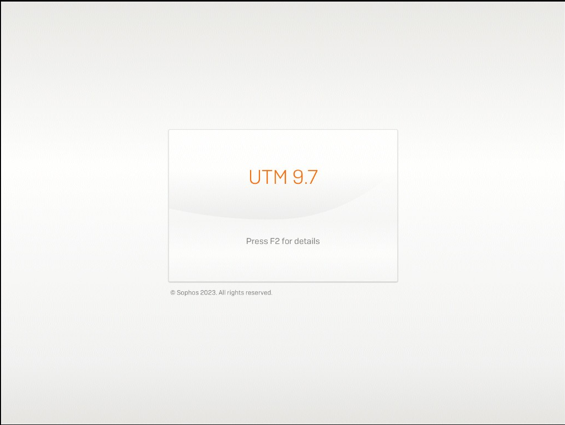 UTM 9.7
Press F2 for details
© Sophos 2023. All rights reserved.